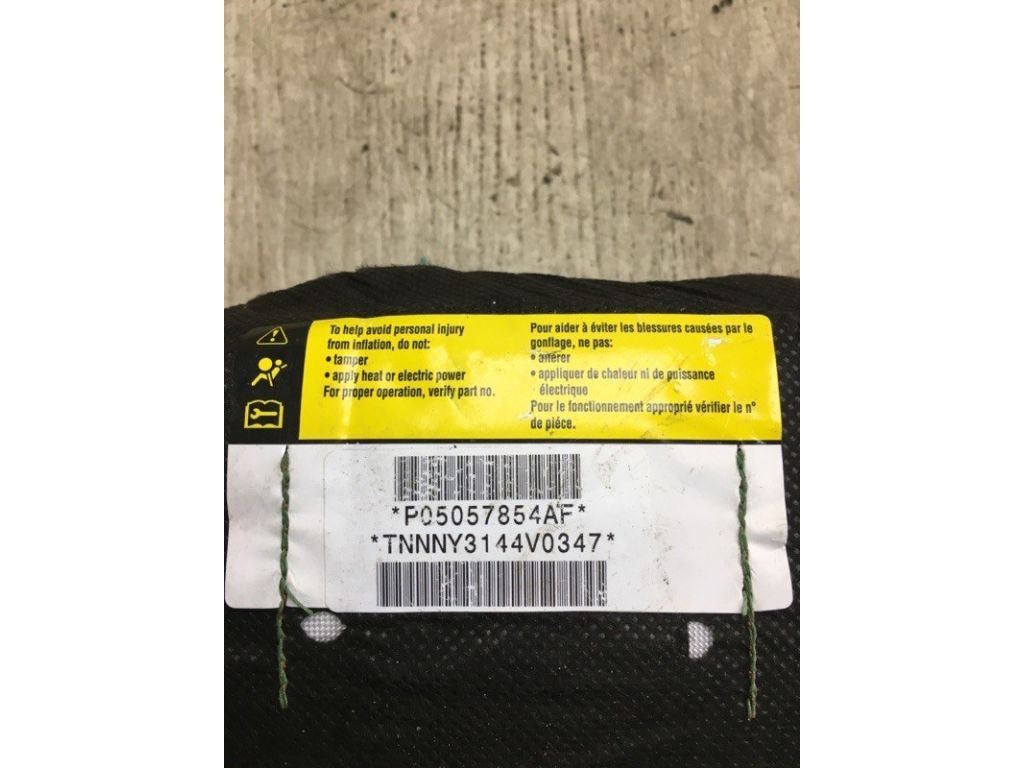 To help avoid personal injury
from inflation, do not:
• tamper
• apply heat or electric power
For proper operation, verify part no.
Pour aider à éviter les blessures causées par le
gonflage, ne pas:
• altérer
• appliquer de chaleur ni de puissance
électrique
Pour le fonctionnement approprié vérifier le n°
de piéce.
*P05057854AF*
*TNNNY3144V0347*